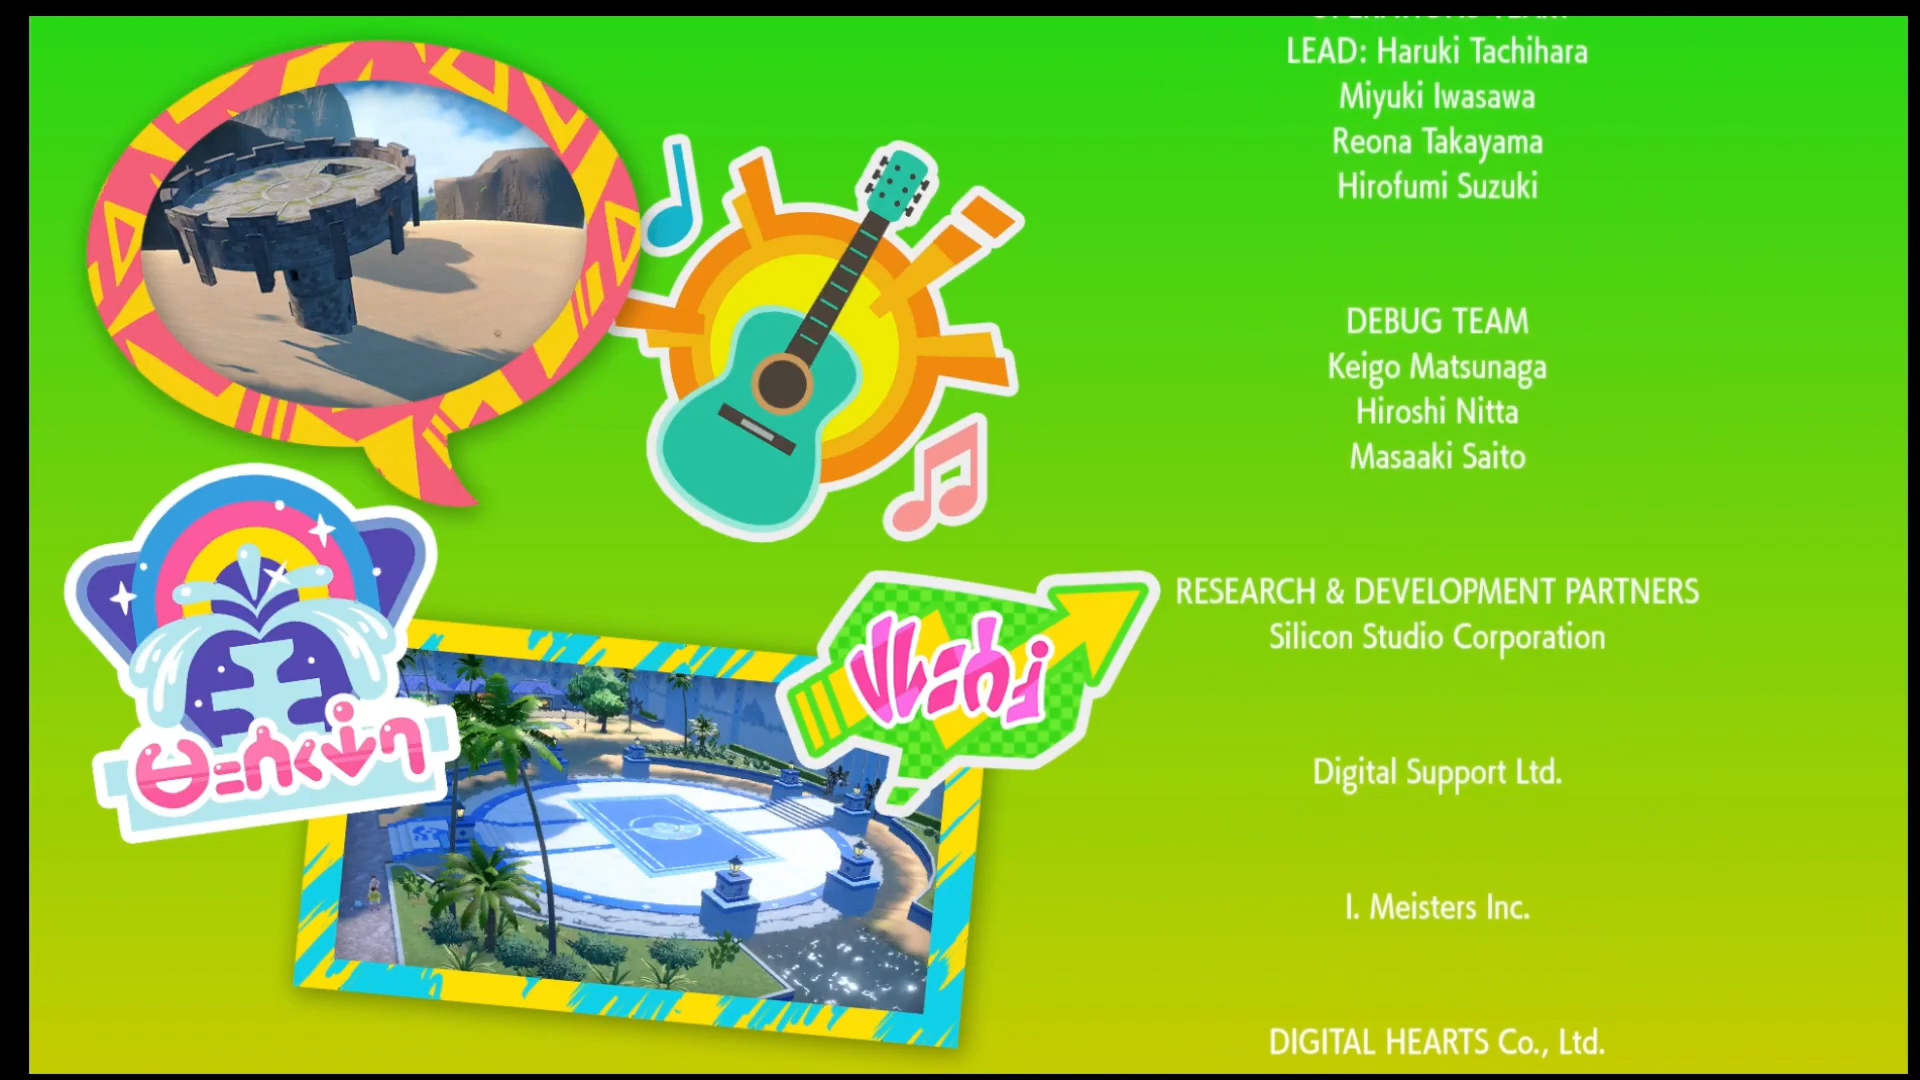 LEAD: Haruki Tachihara
Miyuki Iwasawa
Reona Takayama
Hirofumi Suzuki
DEBUG TEAM
Keigo Matsunaga
Hiroshi Nitta
Masaaki Saito
RESEARCH & DEVELOPMENT PARTNERS
Silicon Studio Corporation
Digital Support Ltd.
I. Meisters Inc.
DIGITAL HEARTS Co., Ltd.